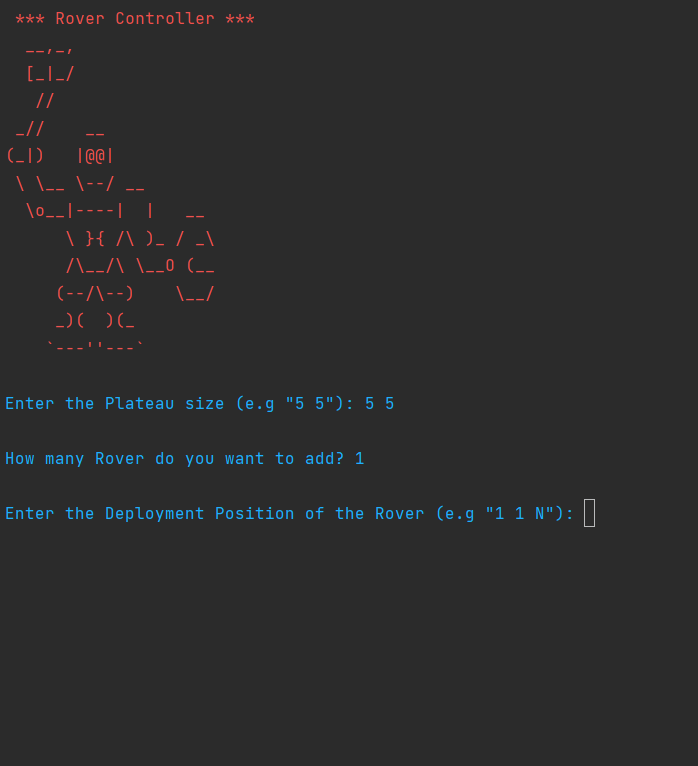 *** Rover Controller ***
  __,_,
  [_|_/
   //
 _//    __
(_|)   |@@|
 \ \__ \--/ __
  \o__|----|  |   __
      \ }{ /\ )_ / _\
      /\__/\ \__O (__
     (--/\--)    \__/
     _)(  )(_
    `---''---`
Enter the Plateau size (e.g "5 5"): 5 5
How many Rover do you want to add? 1
Enter the Deployment Position of the Rover (e.g "1 1 N"):